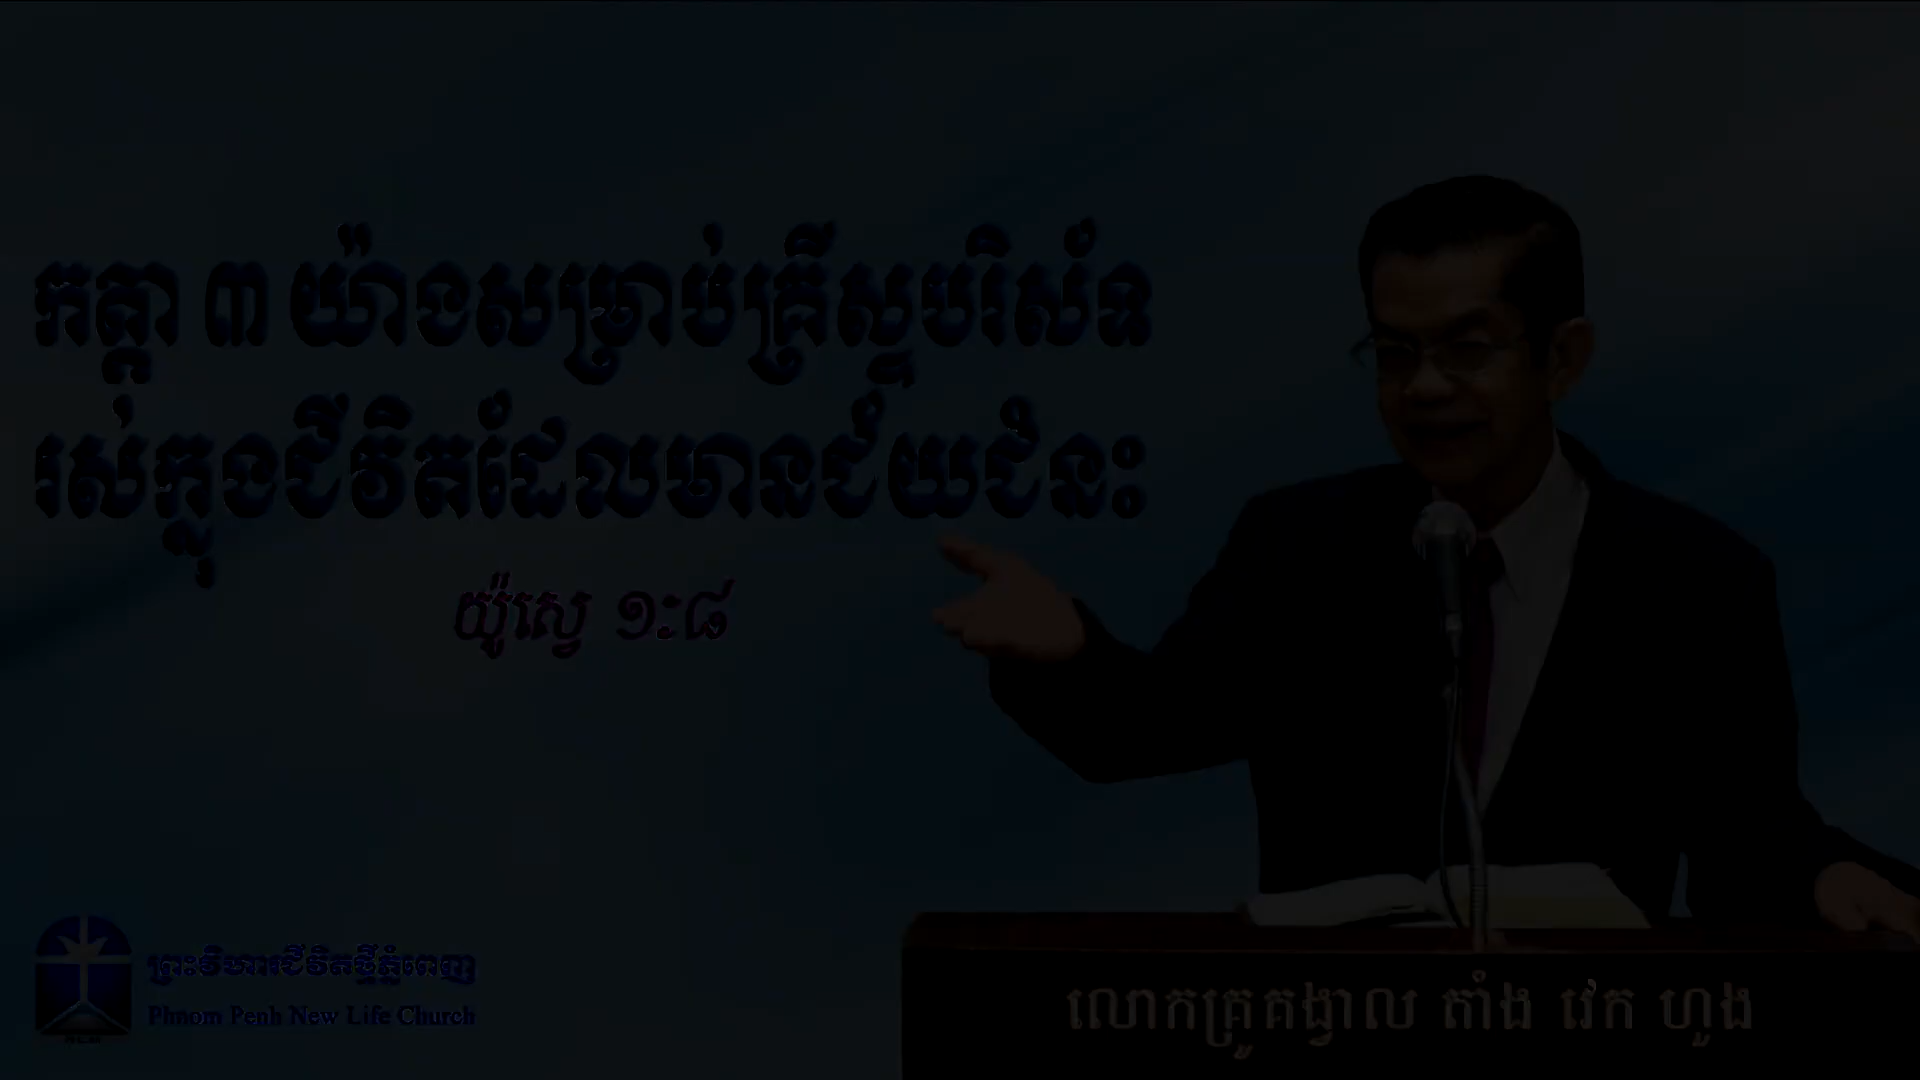 កត្តា ៣ យ៉ាងសម្រាប់គ្រីស្ទបរិស័ទ
រស់ក្នុងជីវិតដែលមានជ័យជំនះ
យ៉ូស្វេ ១:៨
ព្រះវិហារជីវិតថ្មីភ្នំពេញ
Phnom Penh New Life Church
លោកគ្រូគង្វាល តាំង វេក ហួង